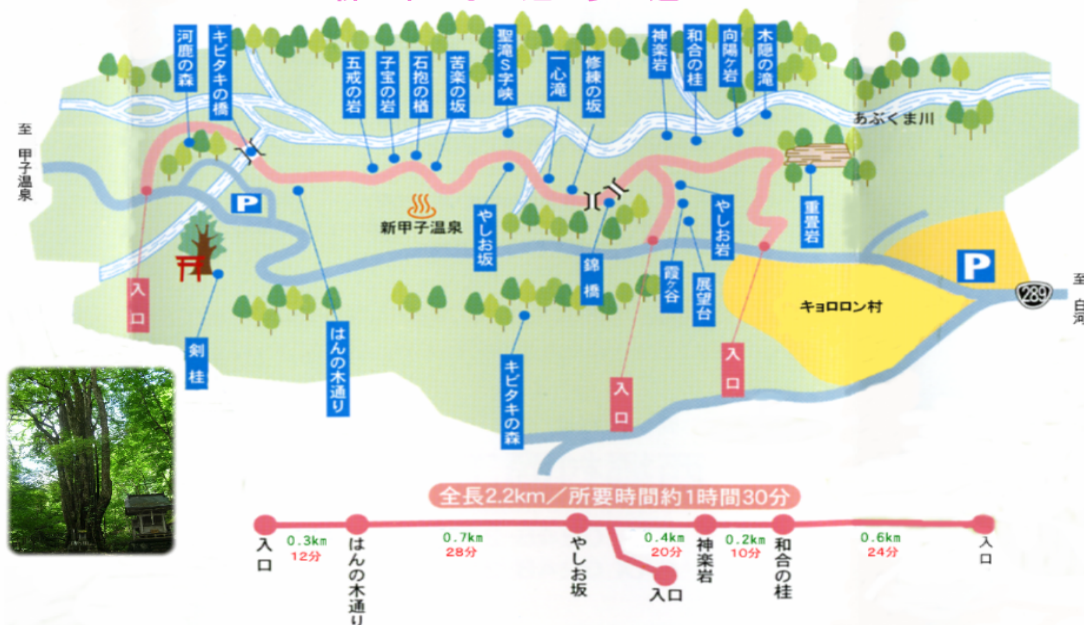 河鹿の森
キビタキの橋
五戒の岩
子宝の岩
石抱の楢
苦楽の坂
聖滝S字峡
一心滝
修練の坂
神楽岩
和合の桂
向陽ヶ岩
木隠の滝
あぶくま川
至 甲子温泉
P
新甲子温泉
やしお坂
錦橋
やしお岩
霞ヶ谷
展望台
重畳岩
P
289
至 白河
キョロロン村
入口
剣桂
はんの木通り
キビタキの森
入口
入口
全長2.2km/所要時間約1時間30分
入口
0.3km
12分
はんの木通り
0.7km
28分
やしお坂
入口
0.4km
20分
神楽岩
0.2km
10分
和合の桂
0.6km
24分
入口